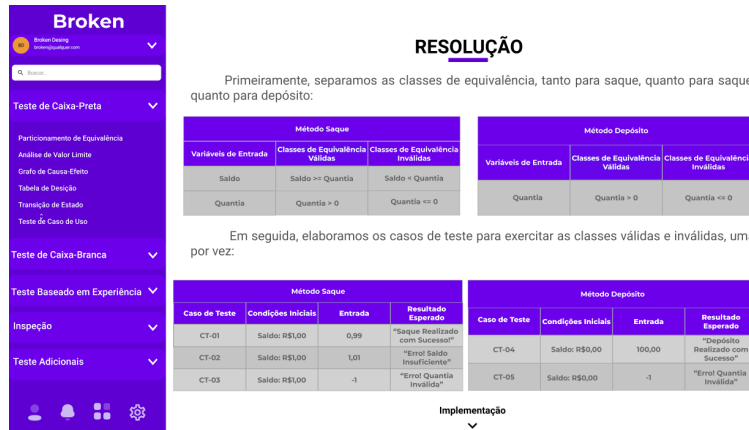 Broken
BD
Broken Desing
broken@qualquer.com
Buscar...
Teste de Caixa-Preta
Particionamento de Equivalência
Análise de Valor Limite
Grafo de Causa-Efeito
Tabela de Desição
Transição de Estado
Teste de Caso de Uso
Teste de Caixa-Branca
Teste Baseado em Experiência
Inspeção
Teste Adicionais
RESOLUÇÃO
Primeiramente, separamos as classes de equivalência, tanto para saque, quanto para saque
quanto para depósito:
Método Saque
Variáveis de Entrada
Classes de Equivalência
Válidas
Classes de Equivalência
Inválidas
Saldo
Saldo >= Quantia
Saldo < Quantia
Quantia
Quantia > 0
Quantia <= 0
Método Depósito
Variáveis de Entrada
Classes de Equivalência
Válidas
Classes de Equivalência
Inválidas
Quantia
Quantia > 0
Quantia <= 0
Em seguida, elaboramos os casos de teste para exercitar as classes válidas e inválidas, uma
por vez:
Método Saque
Caso de Teste
Condições Iniciais
Entrada
Resultado
Esperado
CT-01
Saldo: R$1,00
0,99
"Saque Realizado
com Sucesso!"
CT-02
Saldo: R$1,00
1,01
"Erro! Saldo
Insuficiente"
CT-03
Saldo: R$1,00
-1
"Erro! Quantia
Inválida"
Método Depósito
Caso de Teste
Condições Iniciais
Entrada
Resultado
Esperado
CT-04
Saldo: R$0,00
100,00
"Depósito
Realizado com
Sucesso"
CT-05
Saldo: R$0,00
-1
"Erro! Quantia
Inválida"
Implementação